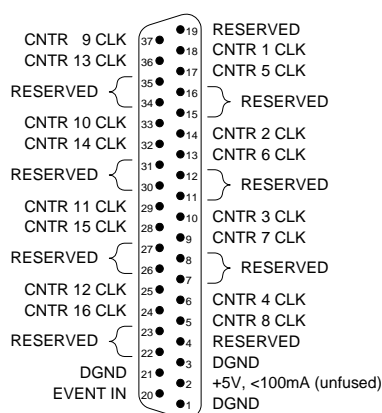 19 RESERVED
CNTR 9 CLK 37
18 CNTR 1 CLK
CNTR 13 CLK 36
17 CNTR 5 CLK
35
RESERVED
34
16
RESERVED
15
CNTR 10 CLK 33
14 CNTR 2 CLK
CNTR 14 CLK 32
13 CNTR 6 CLK
31
RESERVED
30
12
RESERVED
11
CNTR 11 CLK 29
10 CNTR 3 CLK
CNTR 15 CLK 28
9 CNTR 7 CLK
27
RESERVED
26
8
RESERVED
7
CNTR 12 CLK 25
6 CNTR 4 CLK
CNTR 16 CLK 24
5 CNTR 8 CLK
23
RESERVED
22
4 RESERVED
3 DGND
DGND 21
2 +5V, <100mA (unfused)
EVENT IN 20
1 DGND